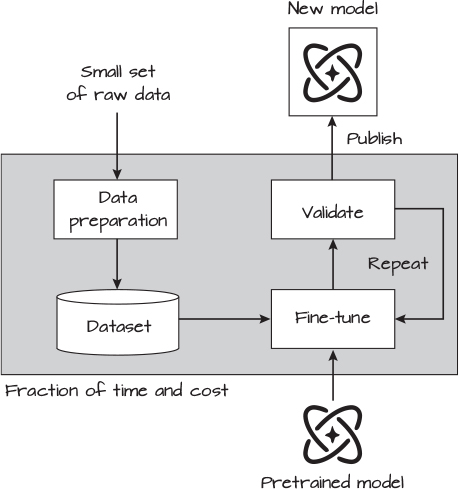 New model
Small set
of raw data
Publish
Data
preparation
Validate
Repeat
Dataset
Fine-tune
Fraction of time and cost
Pretrained model